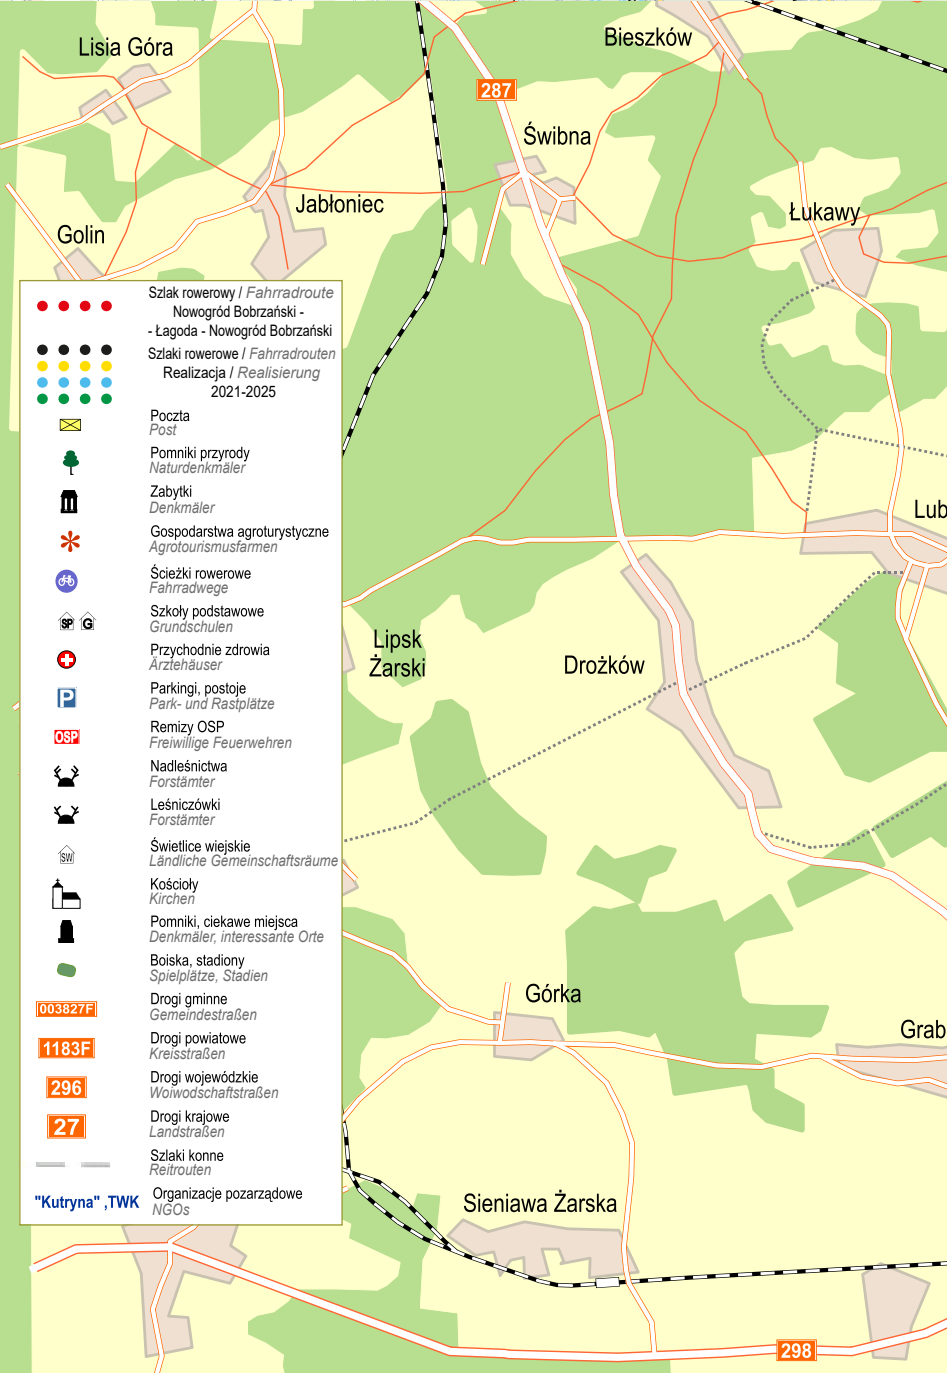 Lisia Góra
Bieszków
287
Świbna
Jabłoniec
Łukawy
Golin
Szlak rowerowy / Fahrradroute
Nowogród Bobrzański -
- Łagoda - Nowogród Bobrzański
Szlaki rowerowe / Fahrradrouten
Realizacja / Realisierung
2021-2025
Poczta
Post
Pomniki przyrody
Naturdenkmäler
Zabytki
Denkmäler
Gospodarstwa agroturystyczne
Agrotourismusfarmen
Ścieżki rowerowe
Fahrradwege
SP G
Szkoły podstawowe
Grundschulen
Przychodnie zdrowia
Ärztehäuser
P
Parkingi, postoje
Park- und Rastplätze
OSP
Remizy OSP
Freiwillige Feuerwehren
Nadleśnictwa
Forstämter
Leśniczówki
Forstämter
SW
Świetlice wiejskie
Ländliche Gemeinschaftsräume
Kościoły
Kirchen
Pomniki, ciekawe miejsca
Denkmäler, interessante Orte
Boiska, stadiony
Spielplätze, Stadien
003827F
Drogi gminne
Gemeindestraßen
1183F
Drogi powiatowe
Kreisstraßen
296
Drogi wojewódzkie
Woiwodschaftstraßen
27
Drogi krajowe
Landstraßen
Szlaki konne
Reitrouten
"Kutryna" ,TWK
Organizacje pozarządowe
NGOs
Lub
Lipsk
Żarski
Drożków
Górka
Grab
Sieniawa Żarska
298